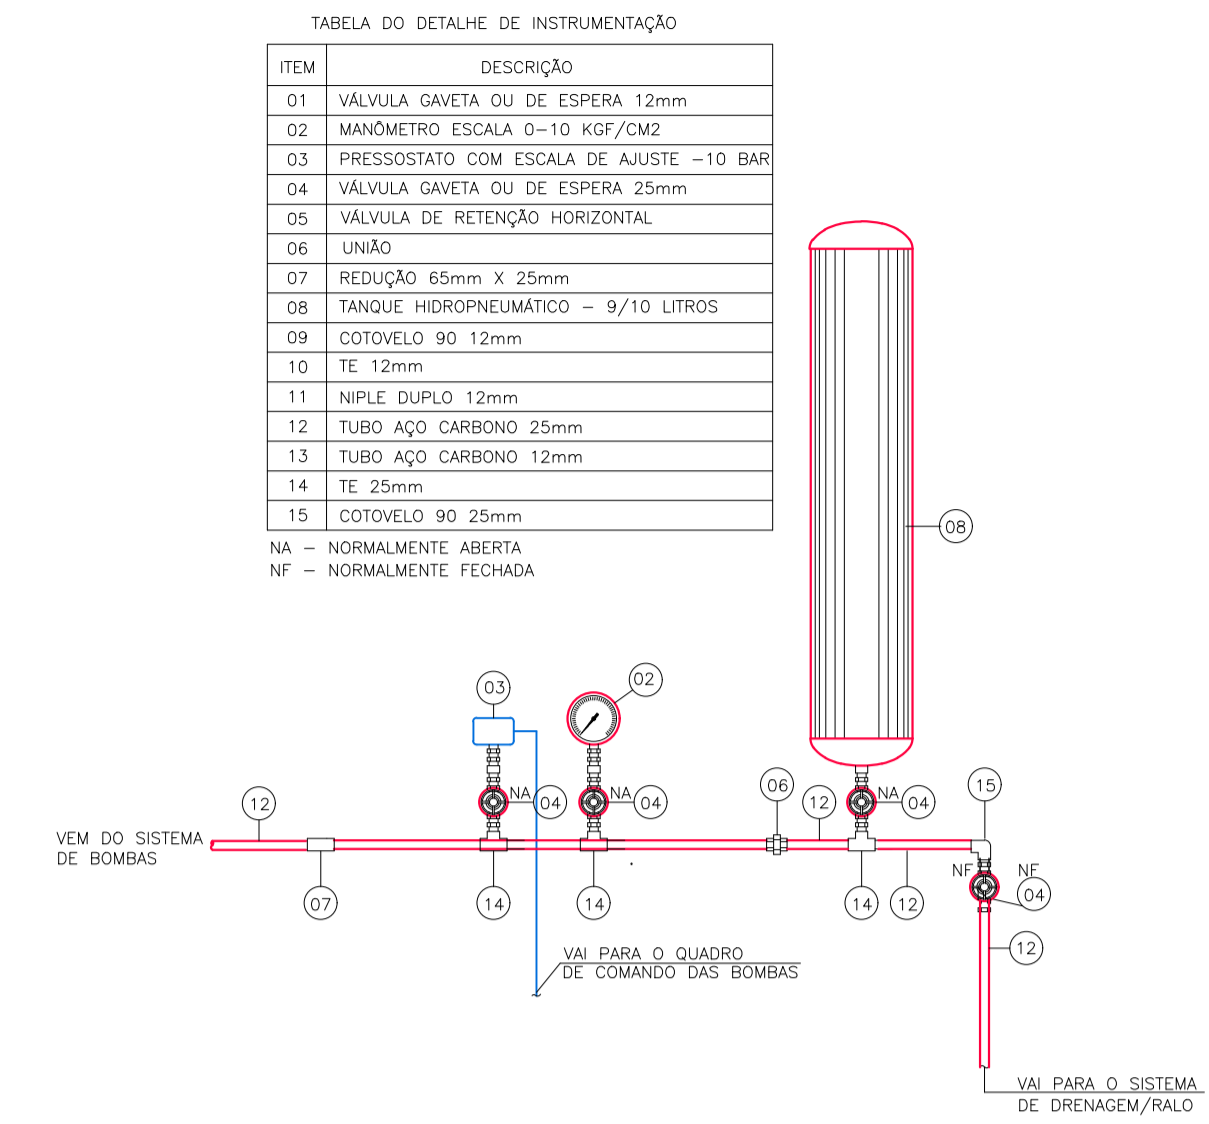 TABELA DO DETALHE DE INSTRUMENTAÇÃO
ITEM DESCRIÇÃO
01 VÁLVULA GAVETA OU DE ESPERA 12mm
02 MANÔMETRO ESCALA 0-10 KGF/CM2
03 PRESSOSTATO COM ESCALA DE AJUSTE -10 BAR
04 VÁLVULA GAVETA OU DE ESPERA 25mm
05 VÁLVULA DE RETENÇÃO HORIZONTAL
06 UNIÃO
07 REDUÇÃO 65mm X 25mm
08 TANQUE HIDROPNEUMÁTICO - 9/10 LITROS
09 COTOVELO 90 12mm
10 TE 12mm
11 NIPLE DUPLO 12mm
12 TUBO AÇO CARBONO 25mm
13 TUBO AÇO CARBONO 12mm
14 TE 25mm
15 COTOVELO 90 25mm
NA - NORMALMENTE ABERTA
NF - NORMALMENTE FECHADA
08
03
02
12
NA
04
NA
04
06
12
NA
04
15
VEM DO SISTEMA
DE BOMBAS
07
14
14
14
12
NF
NF
04
12
VAI PARA O QUADRO
DE COMANDO DAS BOMBAS
VAI PARA O SISTEMA
DE DRENAGEM/RALO